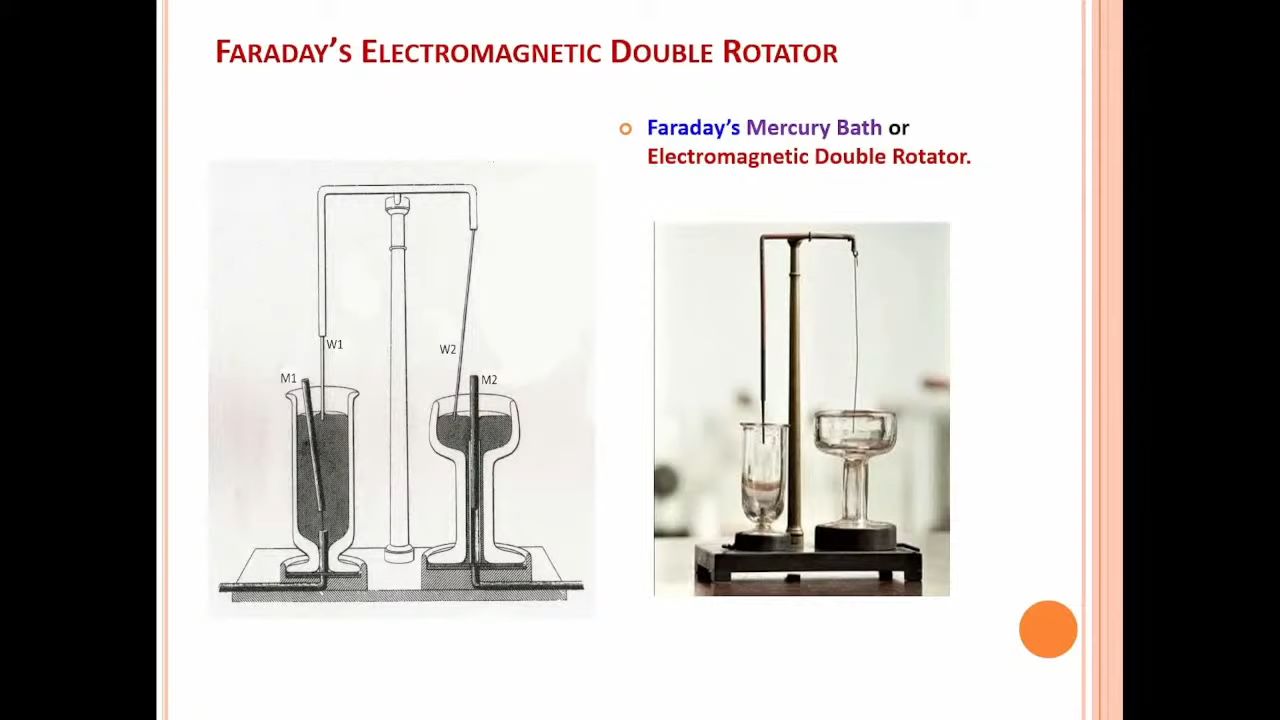 FARADAY'S ELECTROMAGNETIC DOUBLE ROTATOR
Faraday's Mercury Bath or
Electromagnetic Double Rotator.
W1
W2
M1
M2